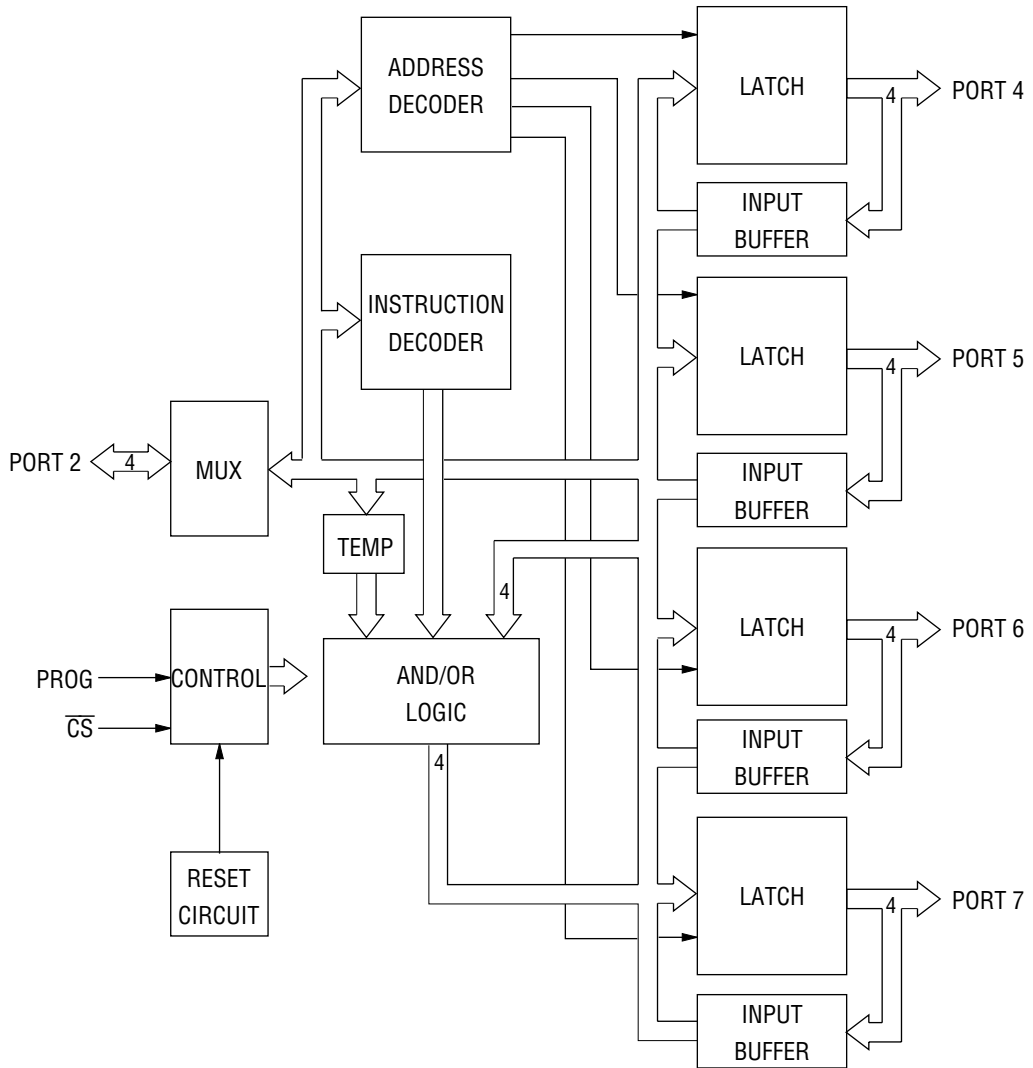 ADDRESS
DECODER
LATCH
4
PORT 4
INPUT
BUFFER
INSTRUCTION
DECODER
LATCH
4
PORT 5
PORT 2
4
MUX
INPUT
BUFFER
TEMP
4
LATCH
4
PORT 6
PROG
CS
CONTROL
AND/OR
LOGIC
4
INPUT
BUFFER
RESET
CIRCUIT
LATCH
4
PORT 7
INPUT
BUFFER